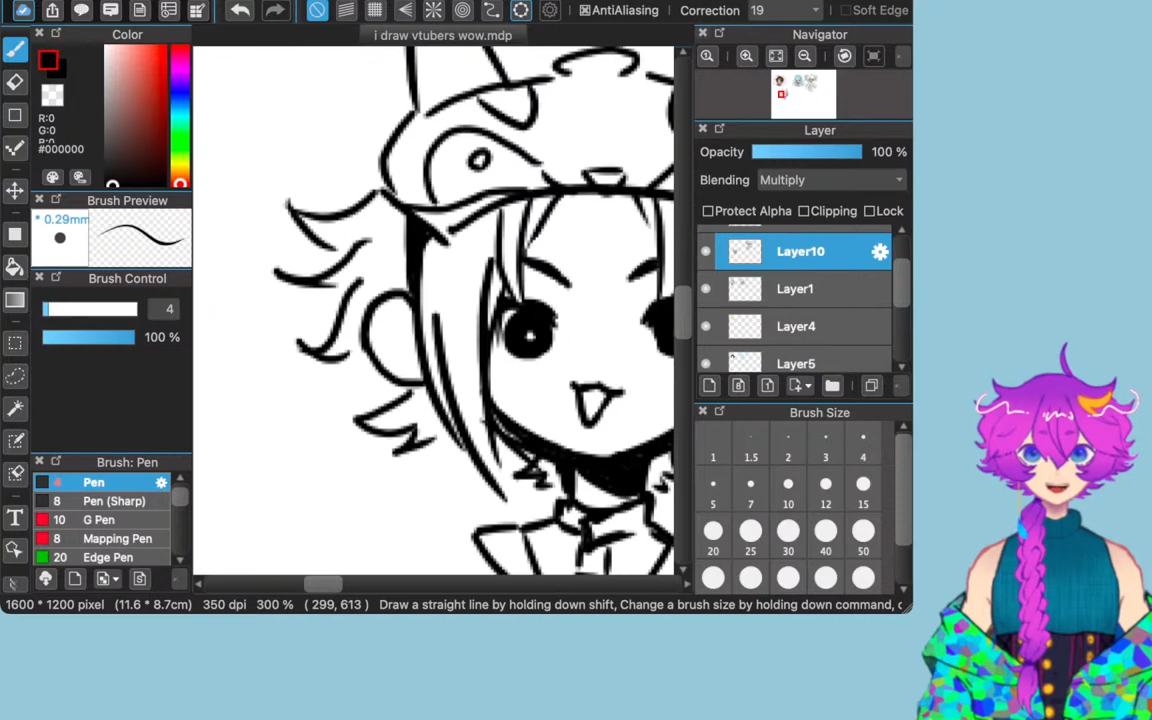 AntiAliasing Correction 19 Soft Edge
i draw vtubers wow.mdp
Color
R:0
G:0
#000000
Brush Preview
* 0.29mm
Brush Control
4
100 %
Brush: Pen
4 Pen
8 Pen (Sharp)
10 G Pen
8 Mapping Pen
20 Edge Pen
Navigator
Layer
Opacity 100 %
Blending Multiply
Protect Alpha Clipping Lock
Layer10
Layer1
Layer4
Layer5
Brush Size
1 1.5 2 3 4
5 7 10 12 15
20 25 30 40 50
1600 * 1200 pixel (11.6 * 8.7cm) 350 dpi 300 % ( 299, 613 ) Draw a straight line by holding down shift, Change a brush size by holding down command,